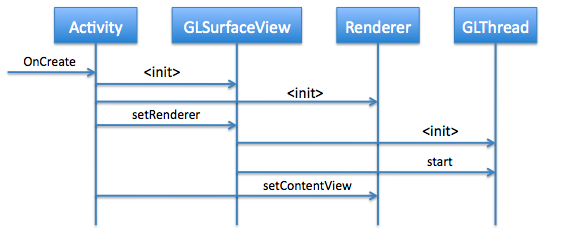 Activity
GLSurfaceView
Renderer
GLThread
OnCreate
<init>
<init>
setRenderer
<init>
start
setContentView